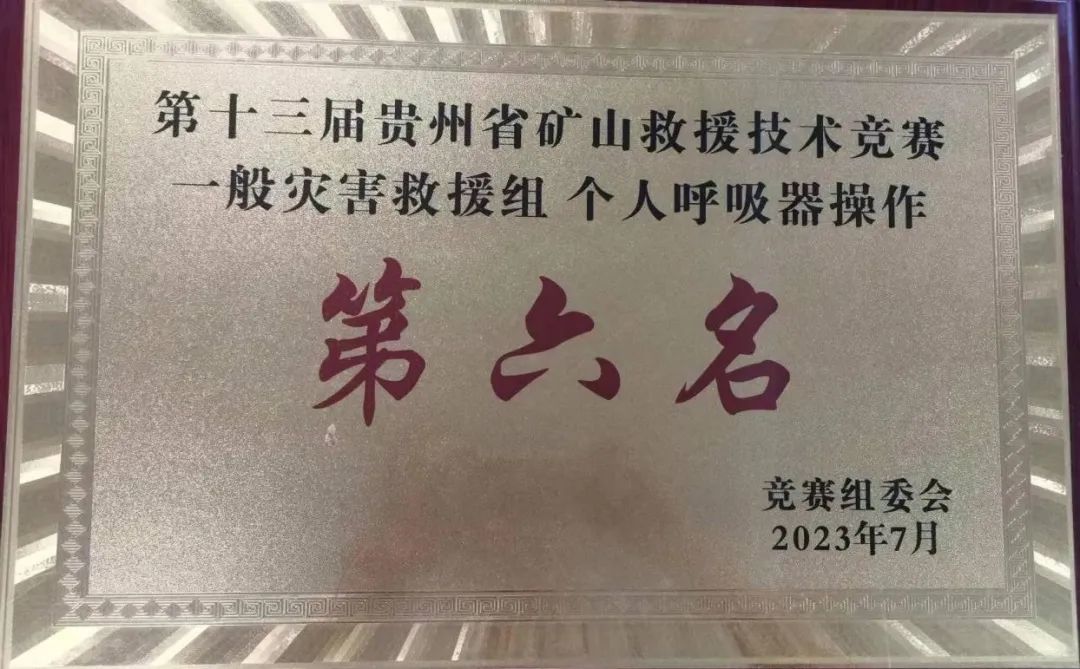 第十三届贵州省矿山救援技术竞赛
一般灾害救援组 个人呼吸器操作
第六名
竞赛组委会
2023年7月